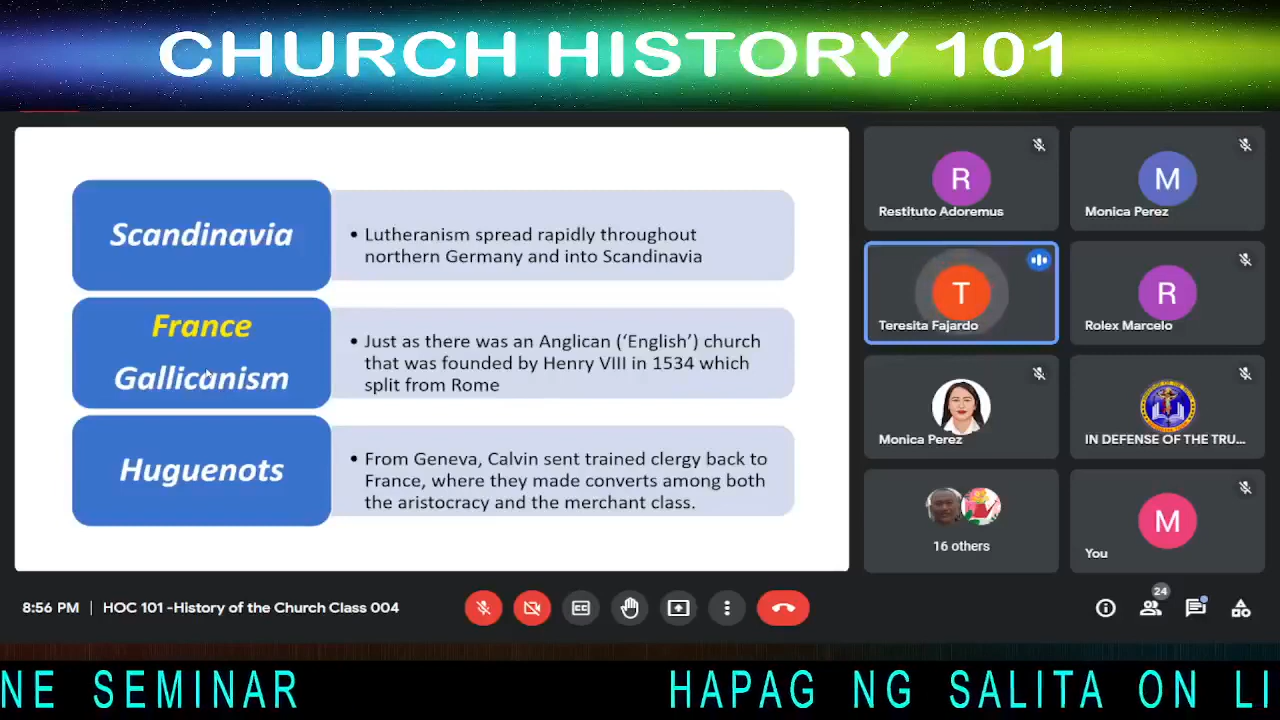 CHURCH HISTORY 101
Scandinavia
• Lutheranism spread rapidly throughout
northern Germany and into Scandinavia
France
Gallicanism
• Just as there was an Anglican (‘English’) church
that was founded by Henry VIII in 1534 which
split from Rome
Huguenots
• From Geneva, Calvin sent trained clergy back to
France, where they made converts among both
the aristocracy and the merchant class.
R
Restituto Adoremus
M
Monica Perez
T
Teresita Fajardo
R
Rolex Marcelo
Monica Perez
IN DEFENSE OF THE TRU...
16 others
M
You
8:56 PM | HOC 101 -History of the Church Class 004
CC
24
NE SEMINAR HAPAG NG SALITA ON LI